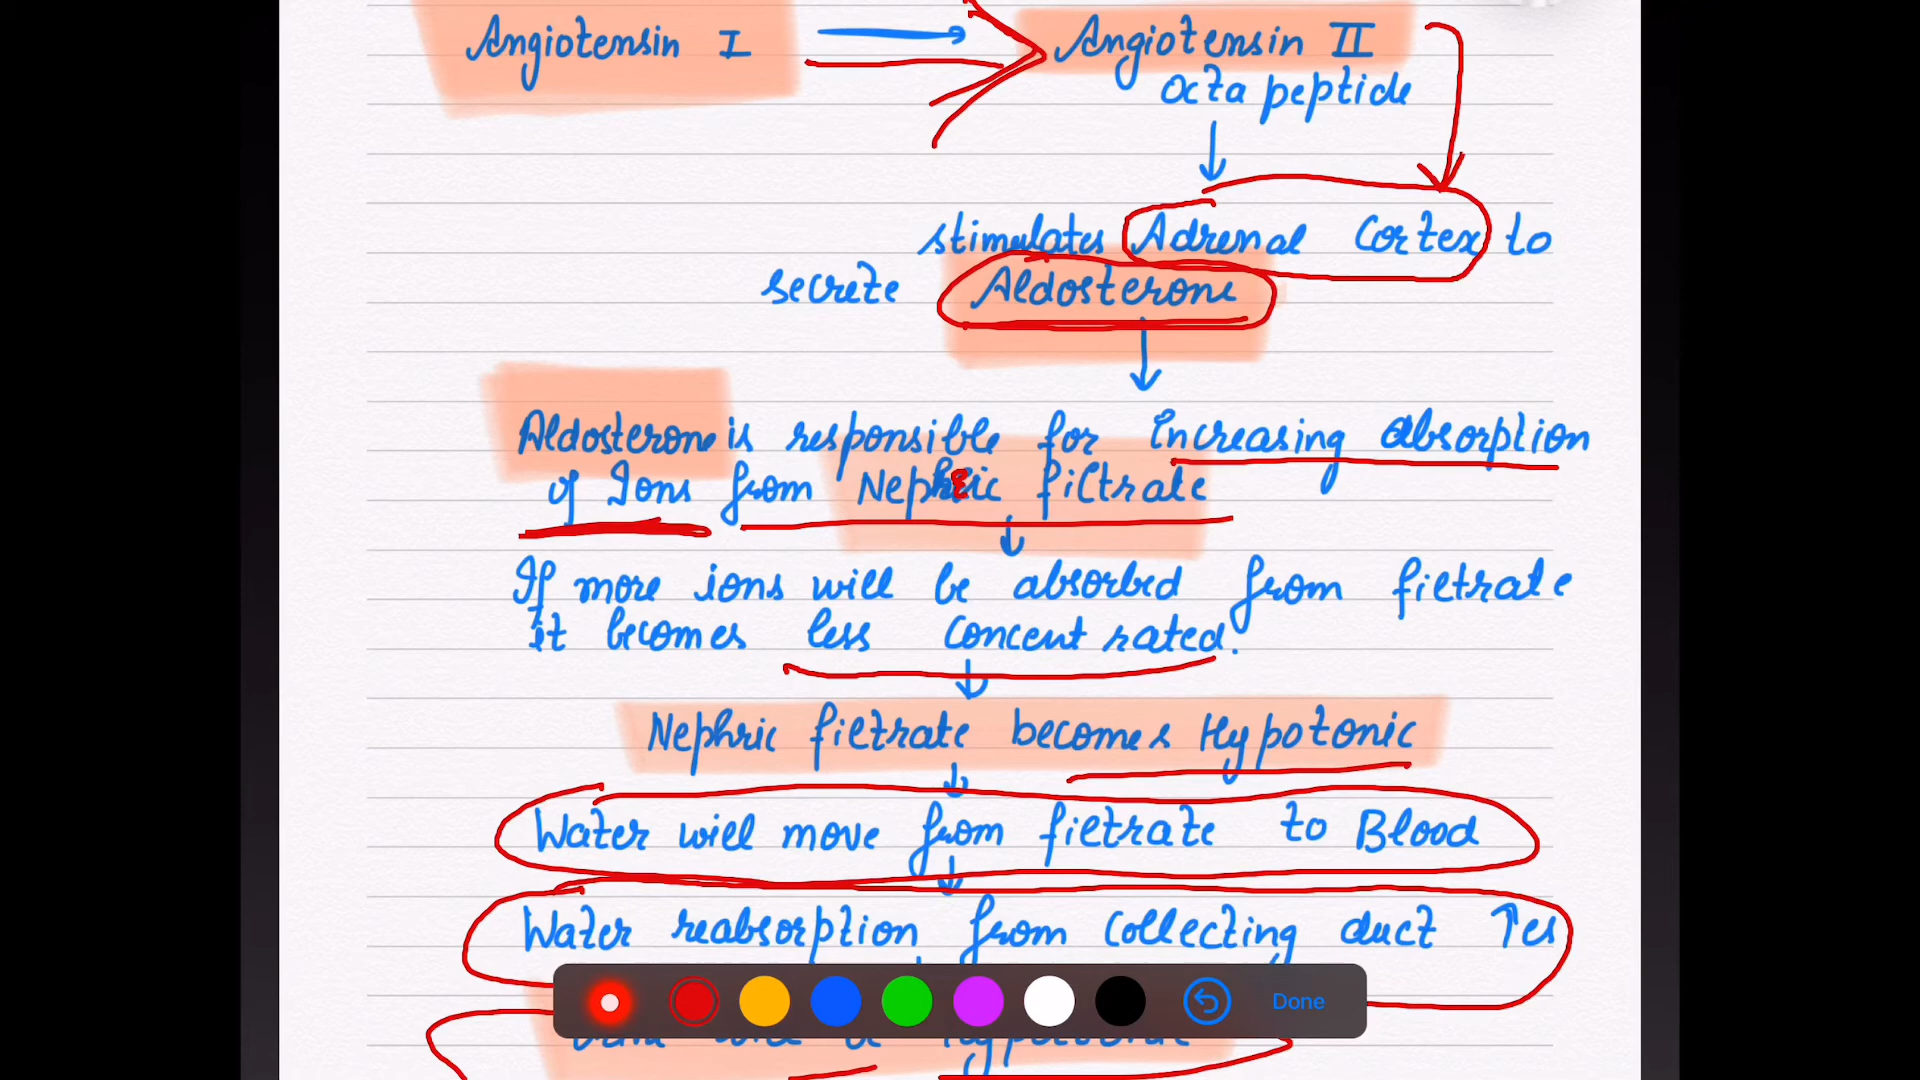 Angiotensin I → Angiotensin II
Octa peptide
stimulates Adrenal Cortex to
secrete Aldosterone
Aldosterone is responsible for Increasing absorption
of Ions from Nephric filtrate
If more ions will be absorbed from filtrate
it becomes less concentrated.
Nephric filtrate becomes Hypotonic
Water will move from filtrate to Blood
Water reabsorption from collecting duct ↑es
Done